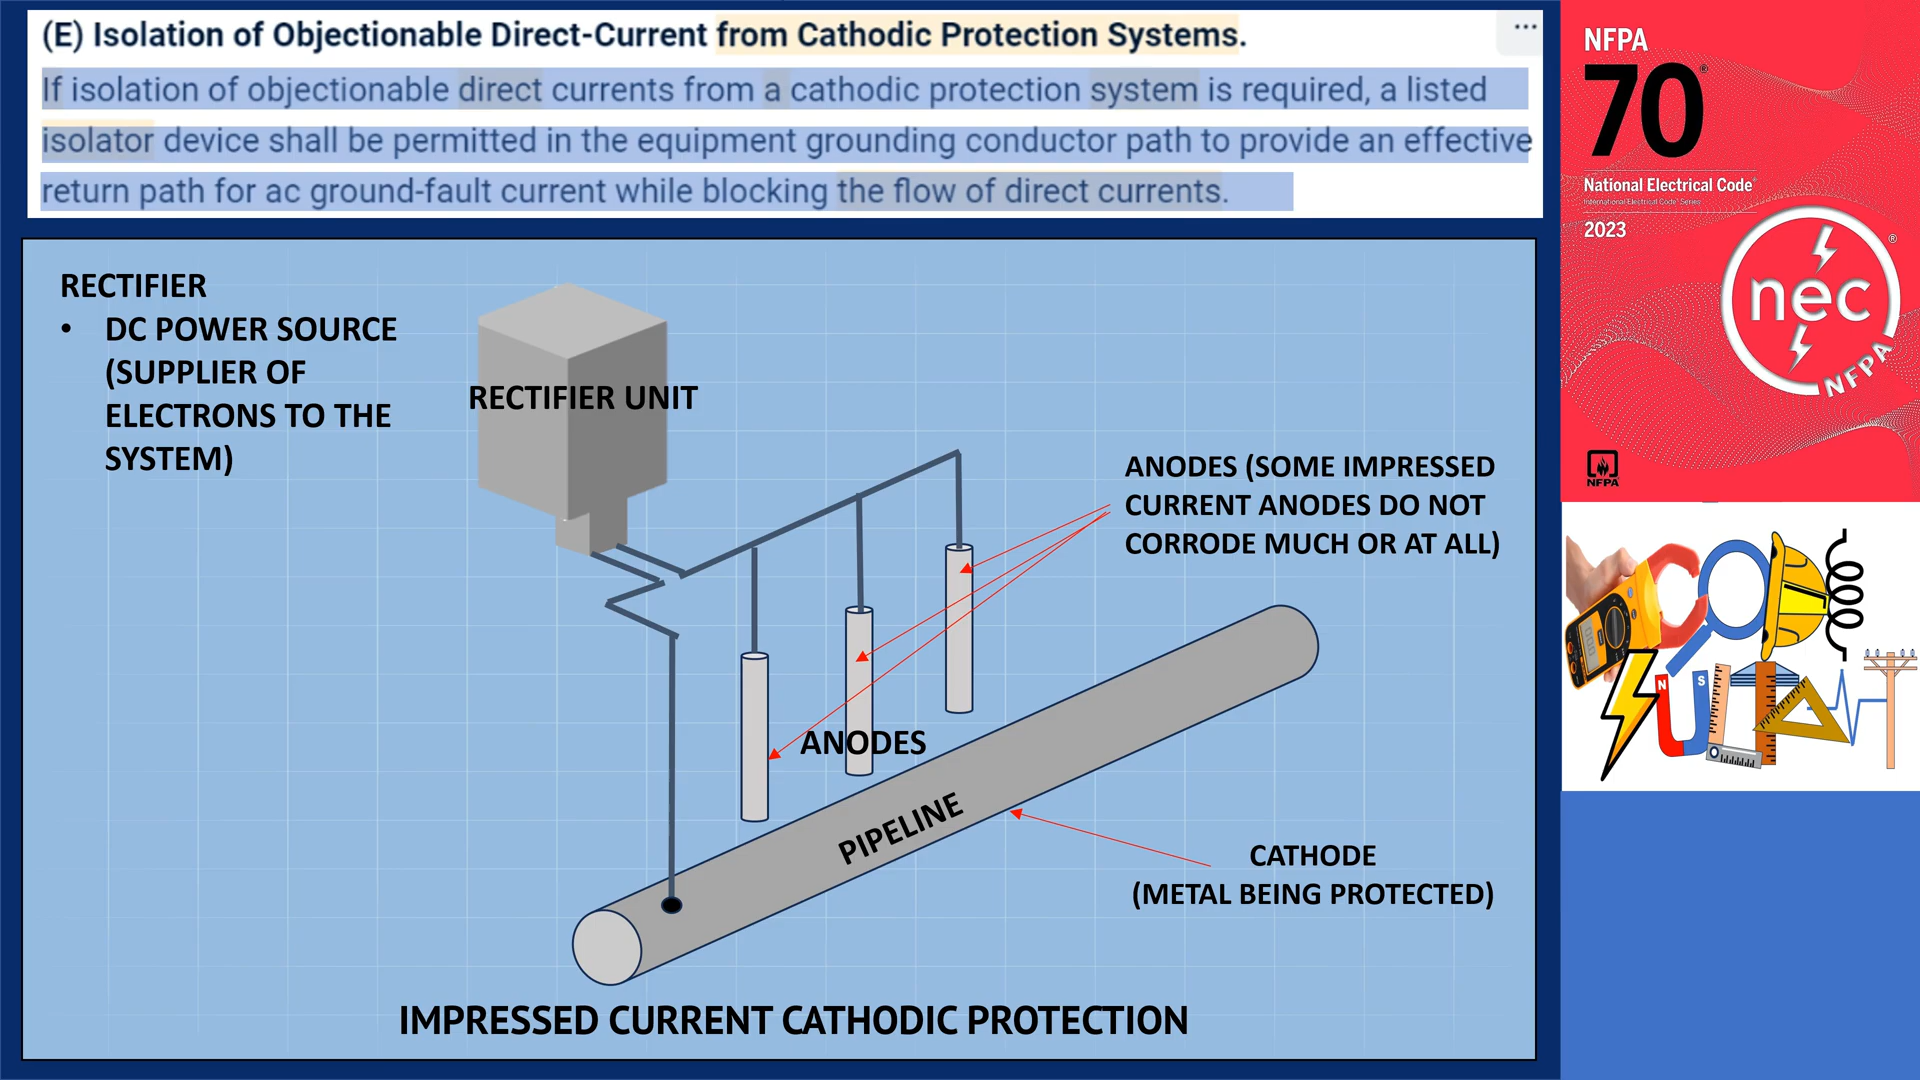 (E) Isolation of Objectionable Direct-Current from Cathodic Protection Systems.
If isolation of objectionable direct currents from a cathodic protection system is required, a listed
isolator device shall be permitted in the equipment grounding conductor path to provide an effective
return path for ac ground-fault current while blocking the flow of direct currents.
RECTIFIER
• DC POWER SOURCE
(SUPPLIER OF
ELECTRONS TO THE
SYSTEM)
RECTIFIER UNIT
ANODES (SOME IMPRESSED
CURRENT ANODES DO NOT
CORRODE MUCH OR AT ALL)
ANODES
PIPELINE
CATHODE
(METAL BEING PROTECTED)
IMPRESSED CURRENT CATHODIC PROTECTION
NFPA
70®
National Electrical Code®
International Electrical Code® Series
2023
nec®
NFPA
NFPA
N S